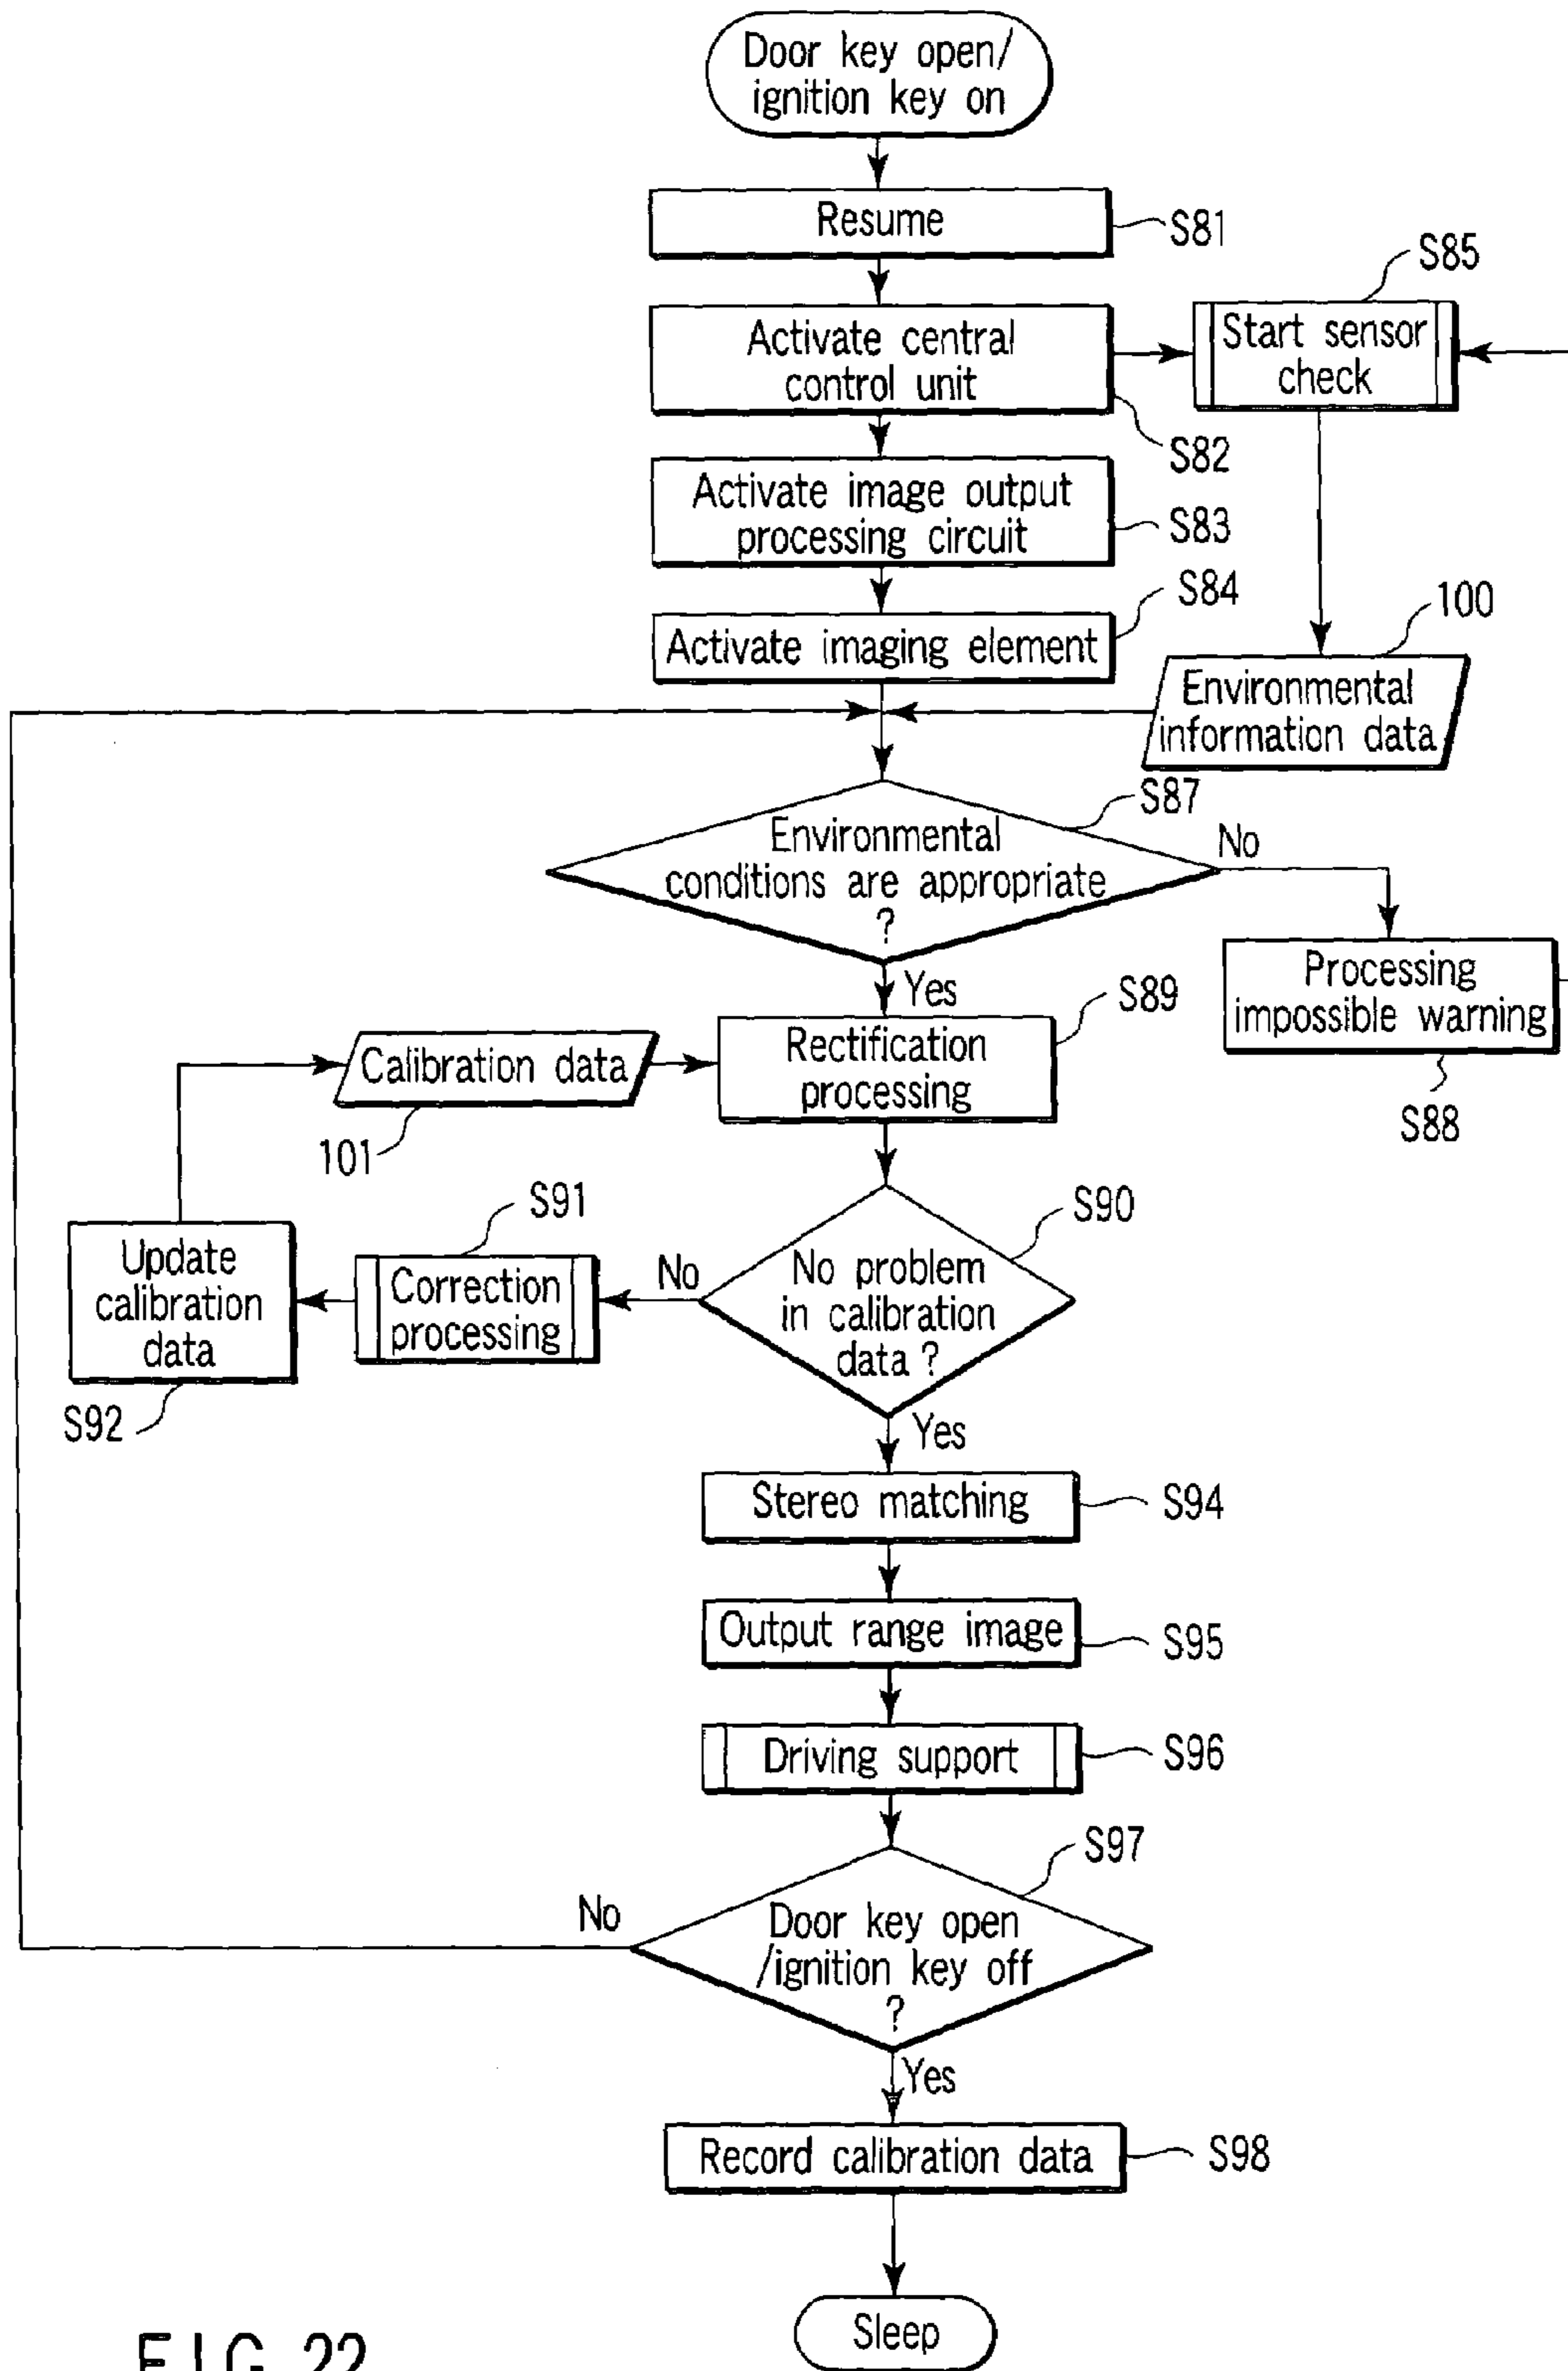 Door key open/
ignition key on
Resume
S81
S85
Activate central
control unit
Start sensor
check
S82
Activate image output
processing circuit
S83
S84
100
Activate imaging element
Environmental
information data
S87
Environmental
conditions are appropriate
?
No
Yes
S89
Processing
impossible warning
S88
Calibration data
101
Rectification
processing
S90
S91
Update
calibration
data
S92
Correction
processing
No
No problem
in calibration
data ?
Yes
Stereo matching
S94
Output range image
S95
Driving support
S96
S97
No
Door key open
/ignition key off
?
Yes
Record calibration data
S98
Sleep
FIG. 22